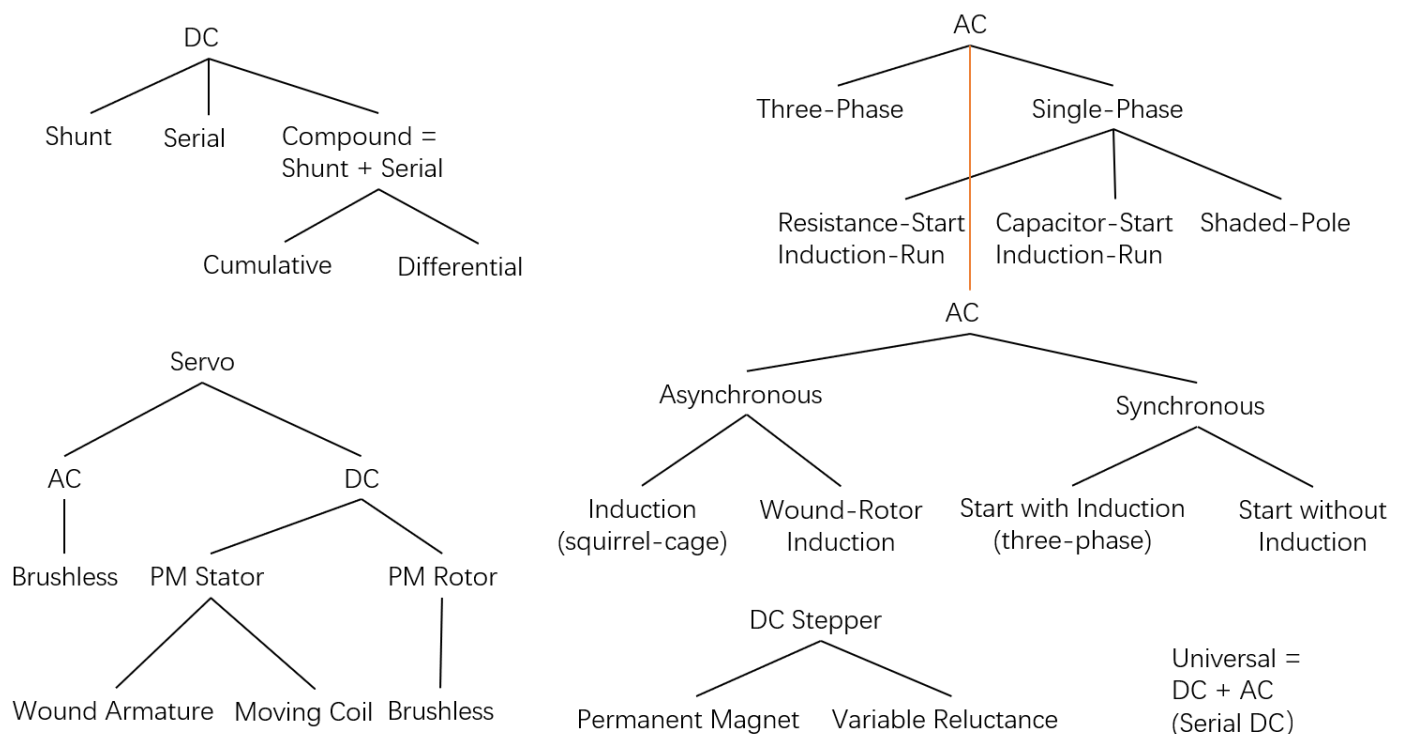 DC
Shunt
Serial
Compound =
Shunt + Serial
Cumulative
Differential
AC
Three-Phase
Single-Phase
Resistance-Start
Induction-Run
Capacitor-Start
Induction-Run
Shaded-Pole
AC
Asynchronous
Synchronous
Induction
(squirrel-cage)
Wound-Rotor
Induction
Start with Induction
(three-phase)
Start without
Induction
Servo
AC
DC
Brushless
PM Stator
PM Rotor
Wound Armature
Moving Coil
Brushless
DC Stepper
Permanent Magnet
Variable Reluctance
Universal =
DC + AC
(Serial DC)